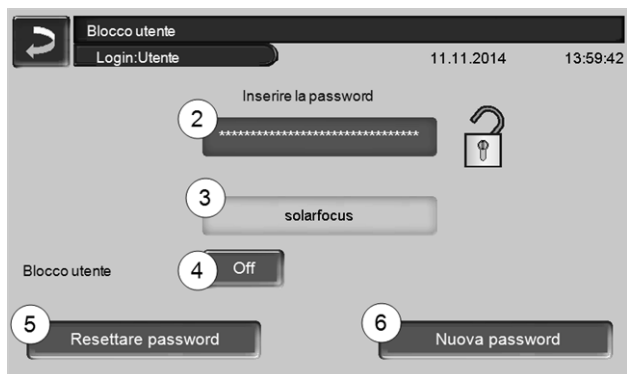 Blocco utente
Login:Utente 11.11.2014 13:59:42
Inserire la password
2 ********************************
3 solarfocus
Blocco utente 4 Off
5 Resettare password 6 Nuova password